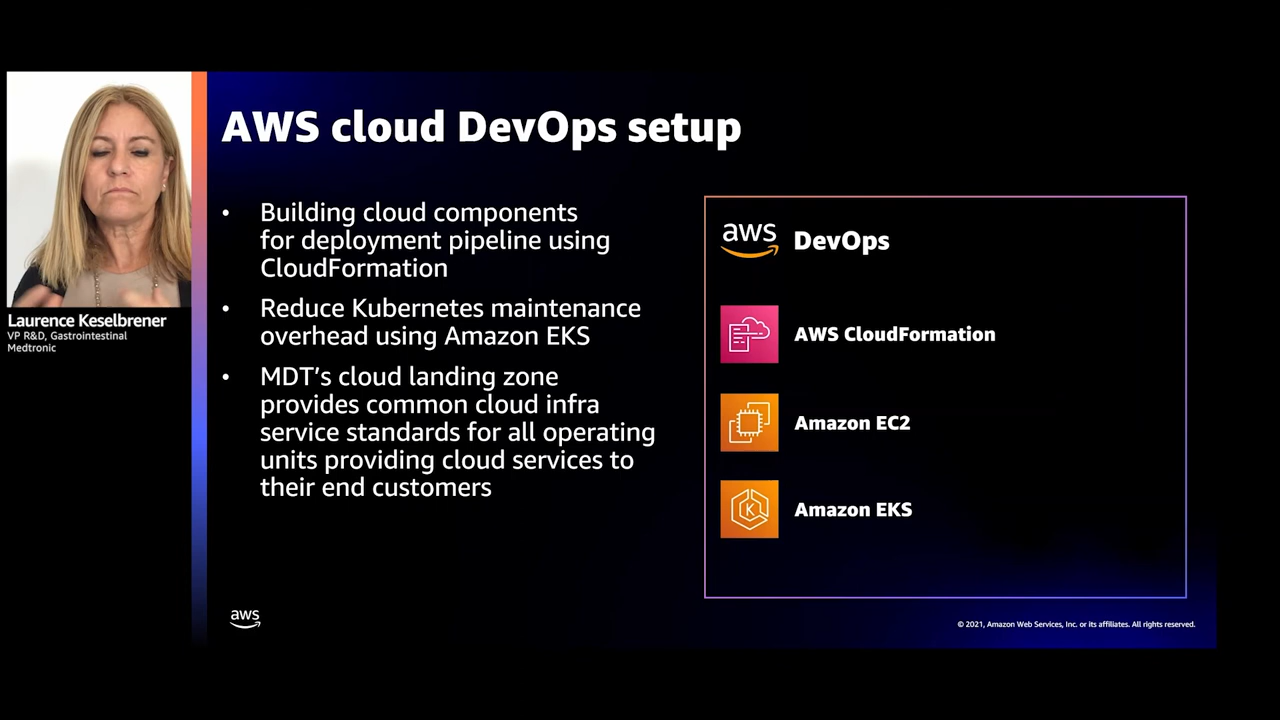 AWS cloud DevOps setup
Laurence Keselbrener
VP R&D, Gastrointestinal
Medtronic
• Building cloud components
for deployment pipeline using
CloudFormation
• Reduce Kubernetes maintenance
overhead using Amazon EKS
• MDT’s cloud landing zone
provides common cloud infra
service standards for all operating
units providing cloud services to
their end customers
aws DevOps
AWS CloudFormation
Amazon EC2
K Amazon EKS
aws
© 2021, Amazon Web Services, Inc. or its affiliates. All rights reserved.